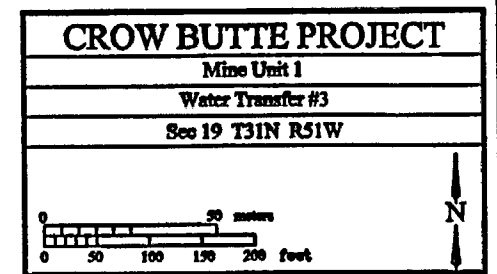 CROW BUTTE PROJECT
Mine Unit 1
Water Transfer #3
Sec 19 T31N R51W
N
0 50 meters
0 50 100 150 200 feet